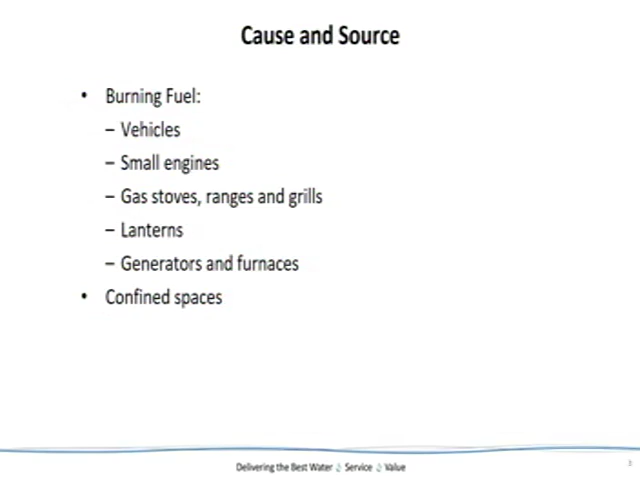 Cause and Source
• Burning Fuel:
– Vehicles
– Small engines
– Gas stoves, ranges and grills
– Lanterns
– Generators and furnaces
• Confined spaces
Delivering the Best Water Service Value